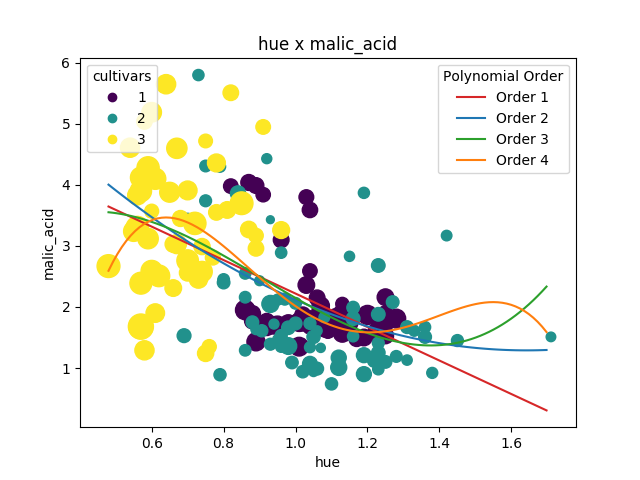 hue x malic_acid
cultivars
1
2
3
Polynomial Order
Order 1
Order 2
Order 3
Order 4
malic_acid
6
5
4
3
2
1
0.6 0.8 1.0 1.2 1.4 1.6
hue